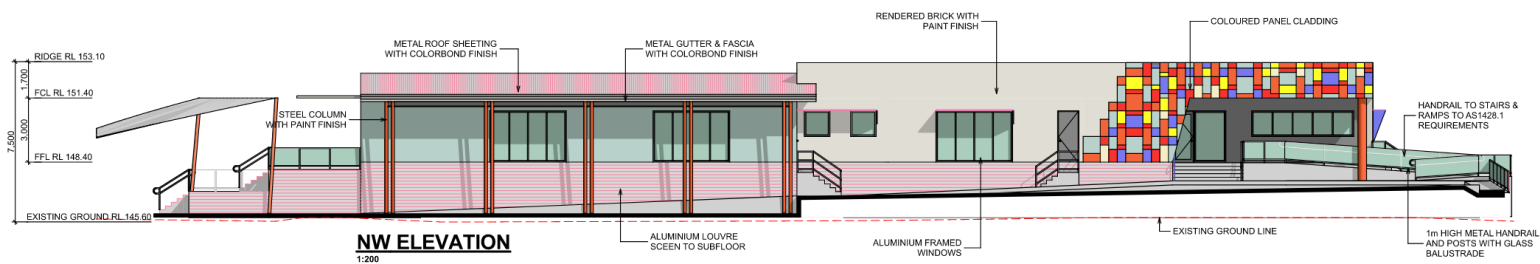 RENDERED BRICK WITH
PAINT FINISH
COLOURED PANEL CLADDING
METAL ROOF SHEETING
WITH COLORBOND FINISH
METAL GUTTER & FASCIA
WITH COLORBOND FINISH
RIDGE RL 153.10
1,700
FCL RL 151.40
7,500
3,000
STEEL COLUMN
WITH PAINT FINISH
HANDRAIL TO STAIRS &
RAMPS TO AS1428.1
REQUIREMENTS
FFL RL 148.40
EXISTING GROUND RL.145.60
NW ELEVATION
1:200
ALUMINIUM LOUVRE
SCEEN TO SUBFLOOR
ALUMINIUM FRAMED
WINDOWS
EXISTING GROUND LINE
1m HIGH METAL HANDRAIL
AND POSTS WITH GLASS
BALUSTRADE